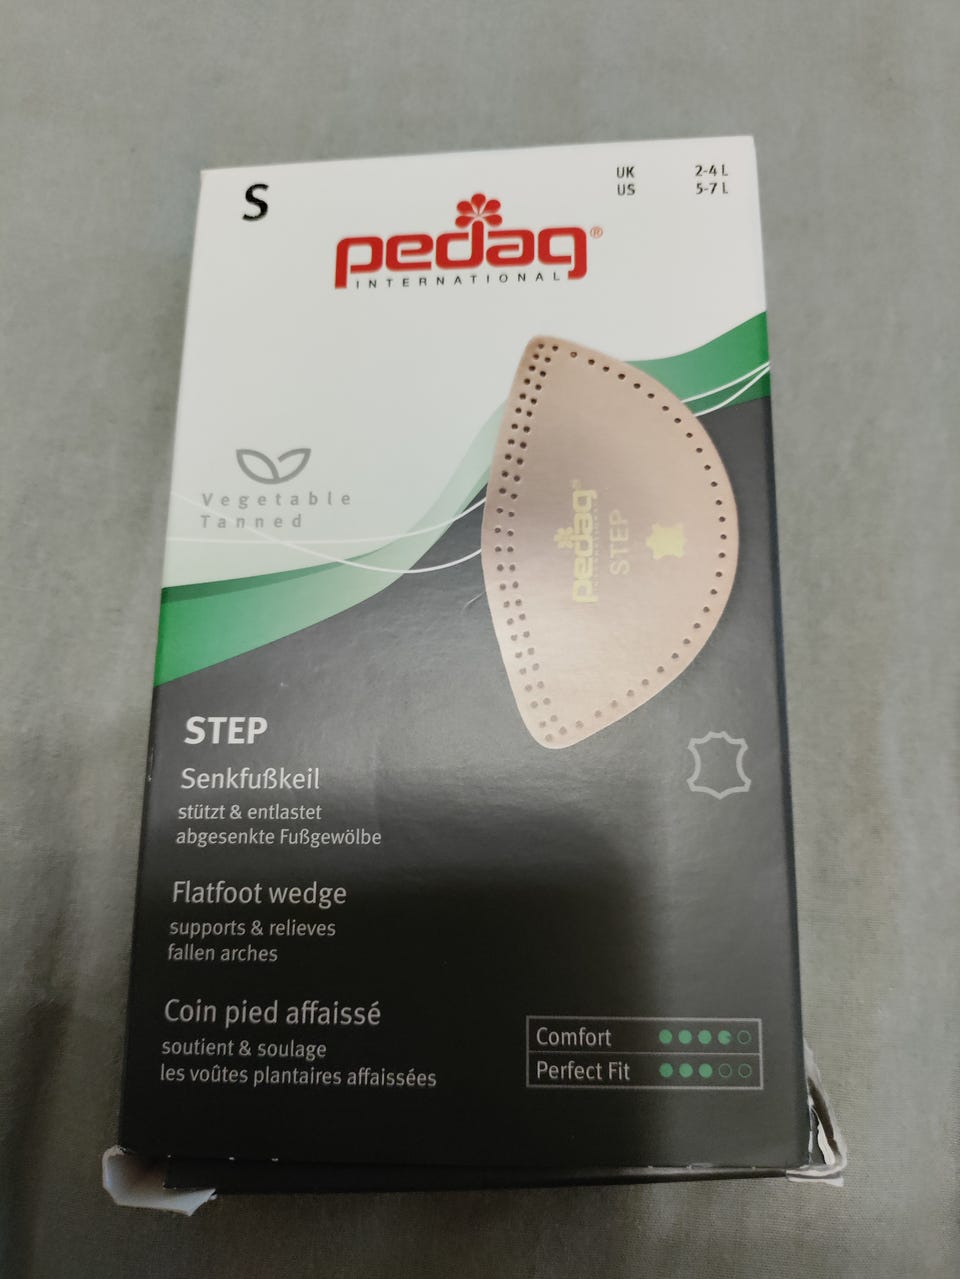 S
UK 2-4 L
US 5-7 L
pedag®
INTERNATIONAL
Vegetable
Tanned
pedag®
STEP
STEP
Senkfußkeil
stützt & entlastet
abgesenkte Fußgewölbe
Flatfoot wedge
supports & relieves
fallen arches
Coin pied affaissé
soutient & soulage
les voûtes plantaires affaissées
Comfort
Perfect Fit